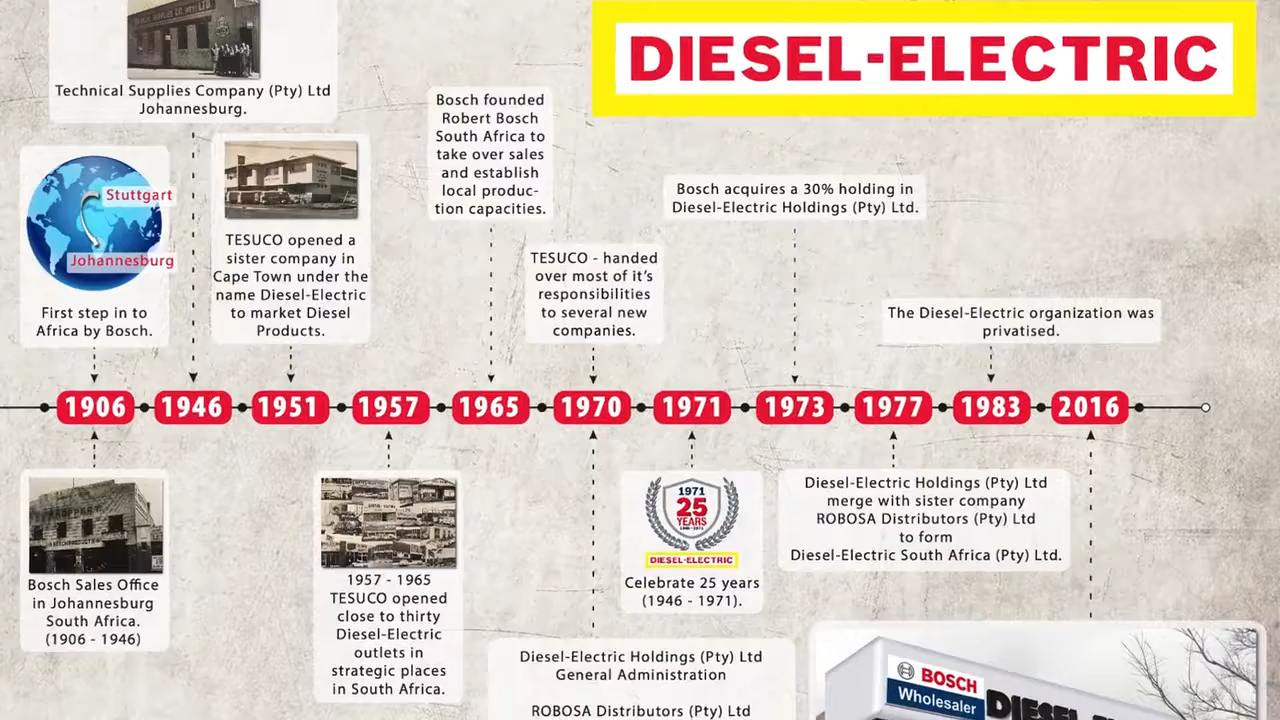 DIESEL-ELECTRIC
Technical Supplies Company (Pty) Ltd
Johannesburg.
Stuttgart
Johannesburg
First step in to
Africa by Bosch.
TESUCO opened a
sister company in
Cape Town under the
name Diesel-Electric
to market Diesel
Products.
Bosch founded
Robert Bosch
South Africa to
take over sales
and establish
local produc-
tion capacities.
TESUCO - handed
over most of it's
responsibilities
to several new
companies.
Bosch acquires a 30% holding in
Diesel-Electric Holdings (Pty) Ltd.
The Diesel-Electric organization was
privatised.
1906
1946
1951
1957
1965
1970
1971
1973
1977
1983
2016
Bosch Sales Office
in Johannesburg
South Africa.
(1906 - 1946)
1957 - 1965
TESUCO opened
close to thirty
Diesel-Electric
outlets in
strategic places
in South Africa.
Diesel-Electric Holdings (Pty) Ltd
General Administration
ROBOSA Distributors (Pty) Ltd
1971
25
YEARS
1946-1971
DIESEL-ELECTRIC
Celebrate 25 years
(1946 - 1971).
Diesel-Electric Holdings (Pty) Ltd
merge with sister company
ROBOSA Distributors (Pty) Ltd
to form
Diesel-Electric South Africa (Pty) Ltd.
BOSCH
Wholesaler